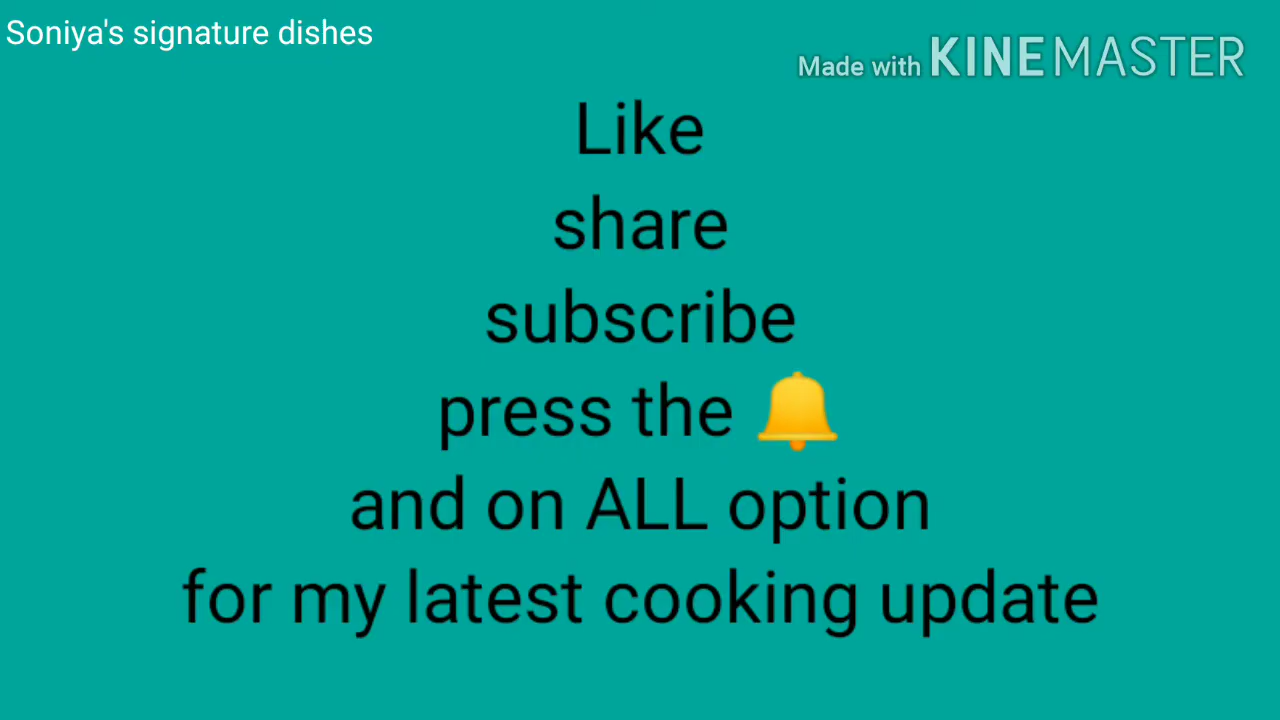 Soniya's signature dishes
Made with KINEMASTER
Like
share
subscribe
press the 🔔
and on ALL option
for my latest cooking update